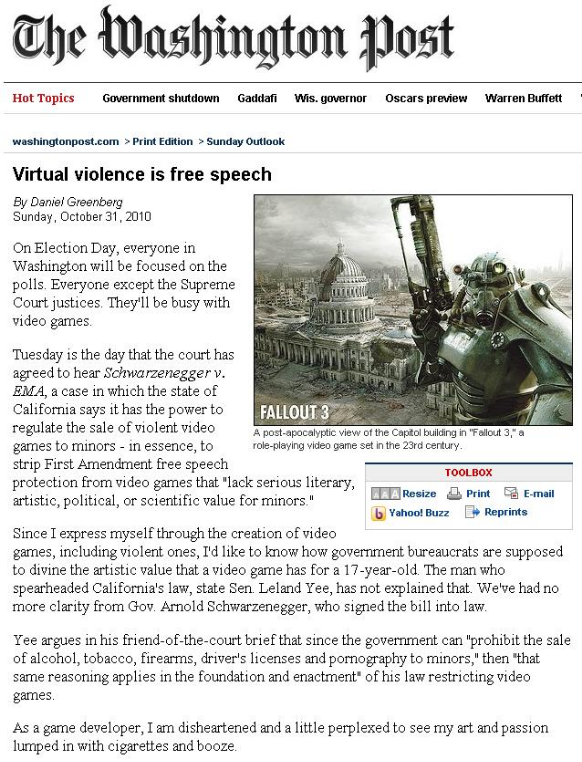 The Washington Post
Hot Topics Government shutdown Gaddafi Wis. governor Oscars preview Warren Buffett
washingtonpost.com > Print Edition > Sunday Outlook
Virtual violence is free speech
By Daniel Greenberg
Sunday, October 31, 2010
On Election Day, everyone in
Washington will be focused on the
polls. Everyone except the Supreme
Court justices. They'll be busy with
video games.
Tuesday is the day that the court has
agreed to hear Schwarzenegger v.
EMA, a case in which the state of
California says it has the power to
regulate the sale of violent video
games to minors - in essence, to
strip First Amendment free speech
protection from video games that "lack serious literary,
artistic, political, or scientific value for minors."
FALLOUT 3
A post-apocalyptic view of the Capitol building in "Fallout 3," a
role-playing video game set in the 23rd century.
TOOLBOX
A A A Resize Print E-mail
Yahoo! Buzz Reprints
Since I express myself through the creation of video
games, including violent ones, I'd like to know how government bureaucrats are supposed
to divine the artistic value that a video game has for a 17-year-old. The man who
spearheaded California's law, state Sen. Leland Yee, has not explained that. We've had no
more clarity from Gov. Arnold Schwarzenegger, who signed the bill into law.
Yee argues in his friend-of-the-court brief that since the government can "prohibit the sale
of alcohol, tobacco, firearms, driver's licenses and pornography to minors," then "that
same reasoning applies in the foundation and enactment" of his law restricting video
games.
As a game developer, I am disheartened and a little perplexed to see my art and passion
lumped in with cigarettes and booze.